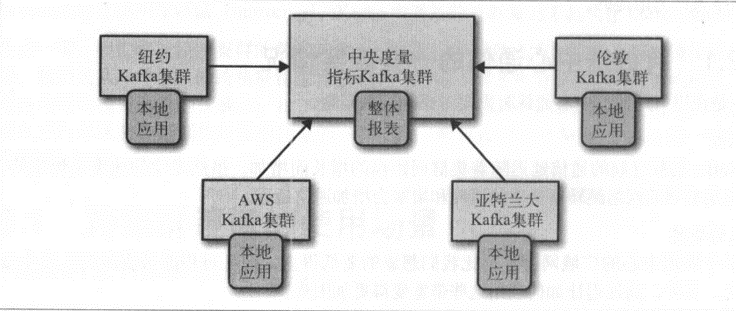 纽约
Kafka集群
本地
应用
中央度量
指标Kafka集群
整体
报表
伦敦
Kafka集群
本地
应用
AWS
Kafka集群
本地
应用
亚特兰大
Kafka集群
本地
应用